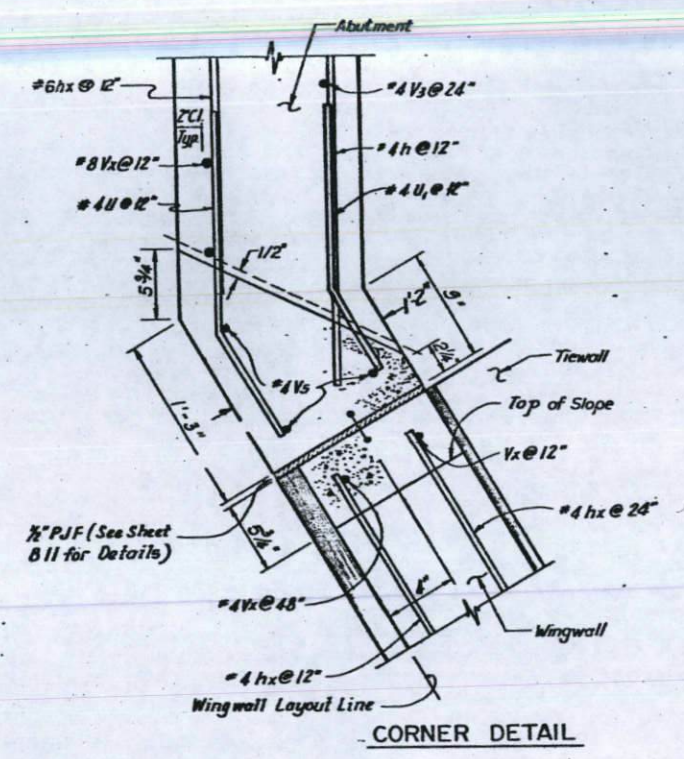 Abutment
#6hx @ 12"
#4V3@24"
2"Cl.
Typ.
#8Vx@12"
#4h@12"
#4U@12"
#4U1@12"
1/2"
5 3/4"
1'-2"
9"
2 1/4
Tiewall
#4V5
Top of Slope
1'-3"
Vx@12"
#4hx@24"
1/2" PJF (See Sheet
B11 for Details)
5 3/4"
#4Vx@48"
Wingwall
#4hx@12"
Wingwall Layout Line
CORNER DETAIL